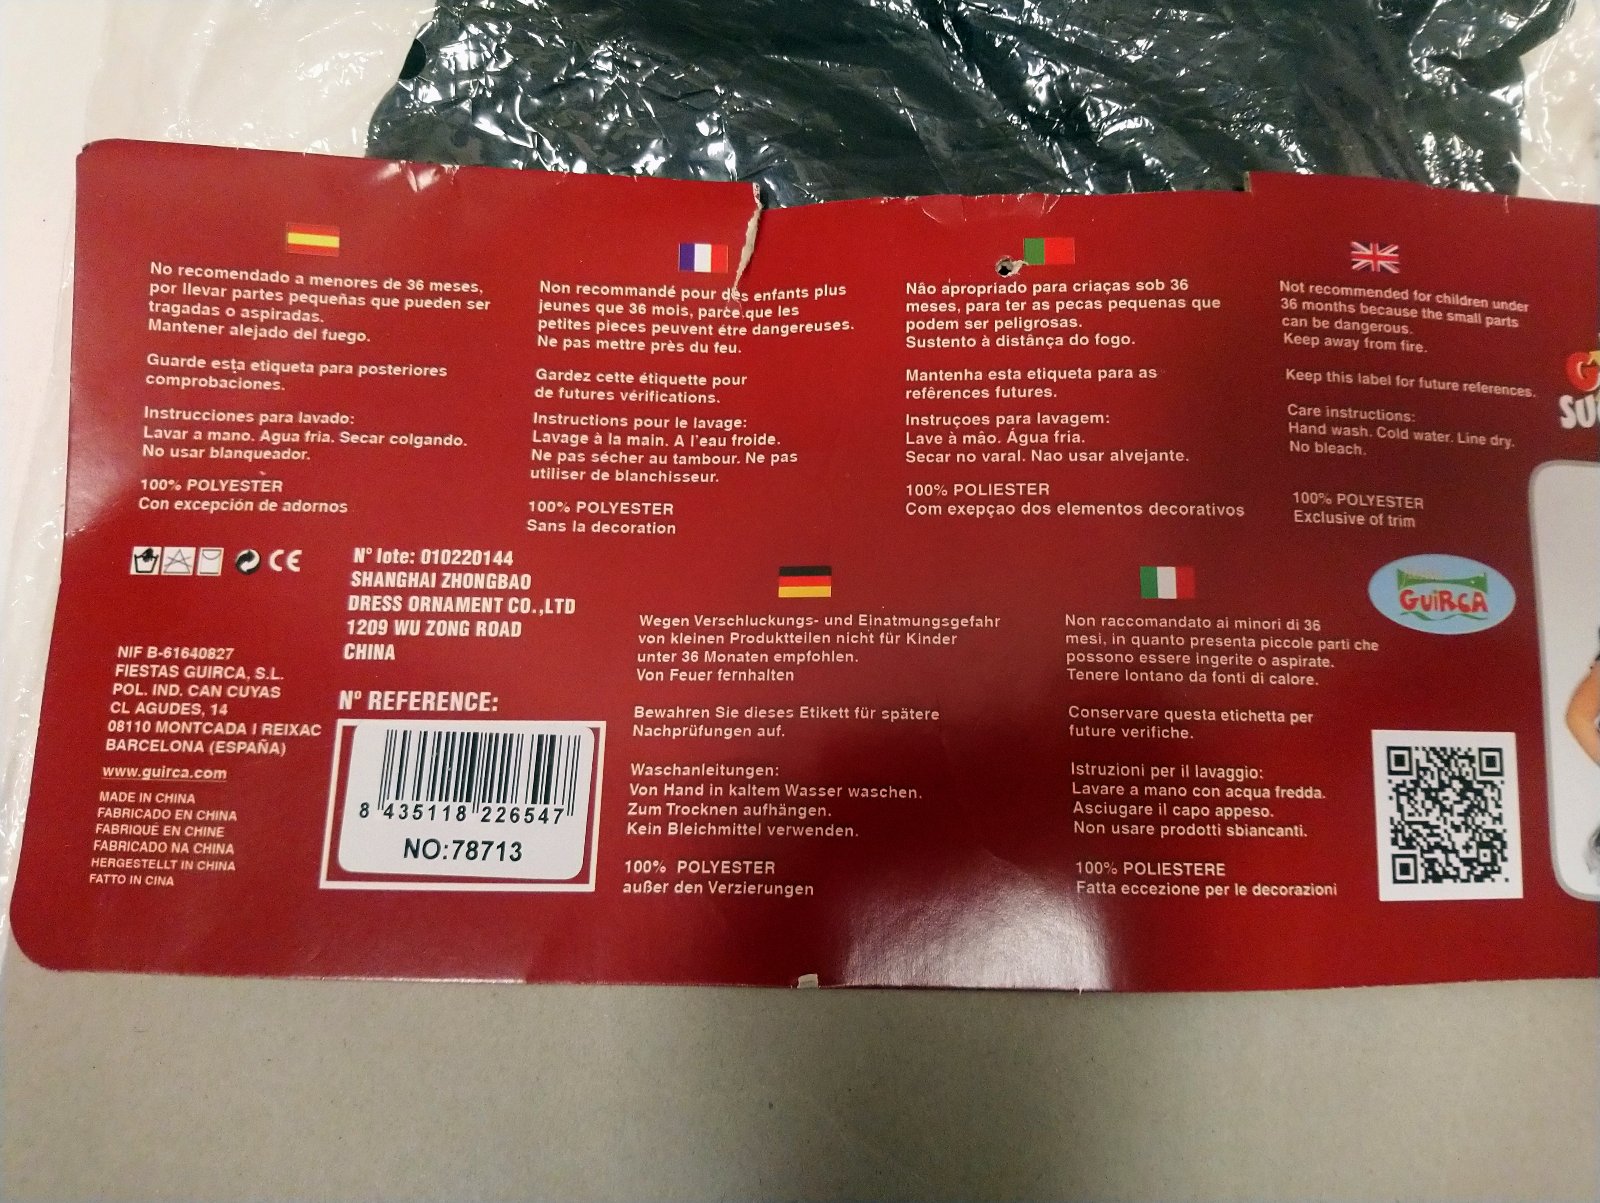 No recomendado a menores de 36 meses,
por llevar partes pequeñas que pueden ser
tragadas o aspiradas.
Mantener alejado del fuego.
Guarde esta etiqueta para posteriores
comprobaciones.
Instrucciones para lavado:
Lavar a mano. Agua fria. Secar colgando.
No usar blanqueador.
100% POLYESTER
Con excepción de adornos
Non recommandé pour des enfants plus
jeunes que 36 mois, parce que les
petites pieces peuvent étre dangereuses.
Ne pas mettre près du feu.
Gardez cette étiquette pour
de futures vérifications.
Instructions pour le lavage:
Lavage à la main. A l'eau froide.
Ne pas sécher au tambour. Ne pas
utiliser de blanchisseur.
100% POLYESTER
Sans la decoration
Nâo apropriado para criaças sob 36
meses, para ter as pecas pequenas que
podem ser peligrosas.
Sustento à distânça do fogo.
Mantenha esta etiqueta para as
refêrences futures.
Instruçoes para lavagem:
Lave à mâo. Água fria.
Secar no varal. Nao usar alvejante.
100% POLIESTER
Com exepçao dos elementos decorativos
Not recommended for children under
36 months because the small parts
can be dangerous.
Keep away from fire.
Keep this label for future references.
Care instructions:
Hand wash. Cold water. Line dry.
No bleach.
100% POLYESTER
Exclusive of trim
CE
Nº lote: 010220144
SHANGHAI ZHONGBAO
DRESS ORNAMENT CO.,LTD
1209 WU ZONG ROAD
CHINA
NIF B-61640827
FIESTAS GUIRCA, S.L.
POL. IND. CAN CUYAS
CL AGUDES, 14
08110 MONTCADA I REIXAC
BARCELONA (ESPAÑA)
www.guirca.com
MADE IN CHINA
FABRICADO EN CHINA
FABRIQUÉ EN CHINE
FABRICADO NA CHINA
HERGESTELLT IN CHINA
FATTO IN CINA
Nº REFERENCE:
8 435118 226547
NO:78713
Wegen Verschluckungs- und Einatmungsgefahr
von kleinen Produktteilen nicht für Kinder
unter 36 Monaten empfohlen.
Von Feuer fernhalten
Bewahren Sie dieses Etikett für spätere
Nachprüfungen auf.
Waschanleitungen:
Von Hand in kaltem Wasser waschen.
Zum Trocknen aufhängen.
Kein Bleichmittel verwenden.
100% POLYESTER
außer den Verzierungen
Non raccomandato ai minori di 36
mesi, in quanto presenta piccole parti che
possono essere ingerite o aspirate.
Tenere lontano da fonti di calore.
Conservare questa etichetta per
future verifiche.
Istruzioni per il lavaggio:
Lavare a mano con acqua fredda.
Asciugare il capo appeso.
Non usare prodotti sbiancanti.
100% POLIESTERE
Fatta eccezione per le decorazioni
GUIRCA